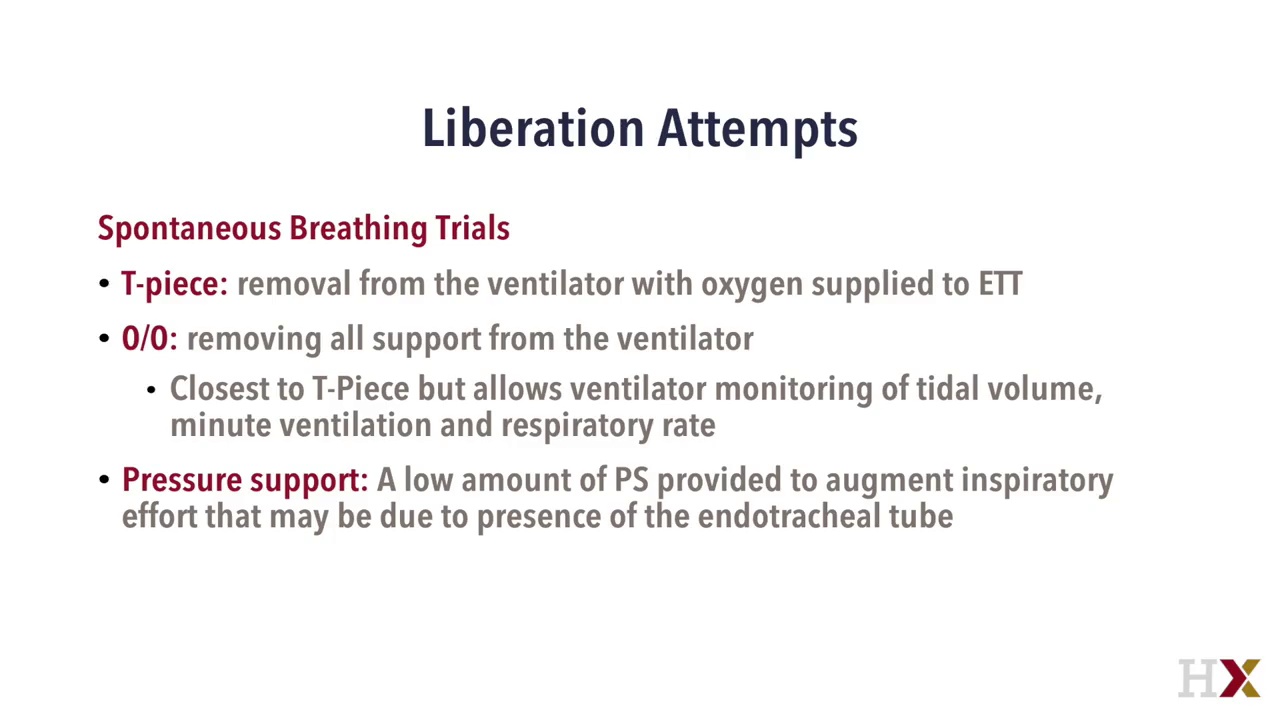 Liberation Attempts
Spontaneous Breathing Trials
• T-piece: removal from the ventilator with oxygen supplied to ETT
• 0/0: removing all support from the ventilator
• Closest to T-Piece but allows ventilator monitoring of tidal volume,
minute ventilation and respiratory rate
• Pressure support: A low amount of PS provided to augment inspiratory
effort that may be due to presence of the endotracheal tube
HX